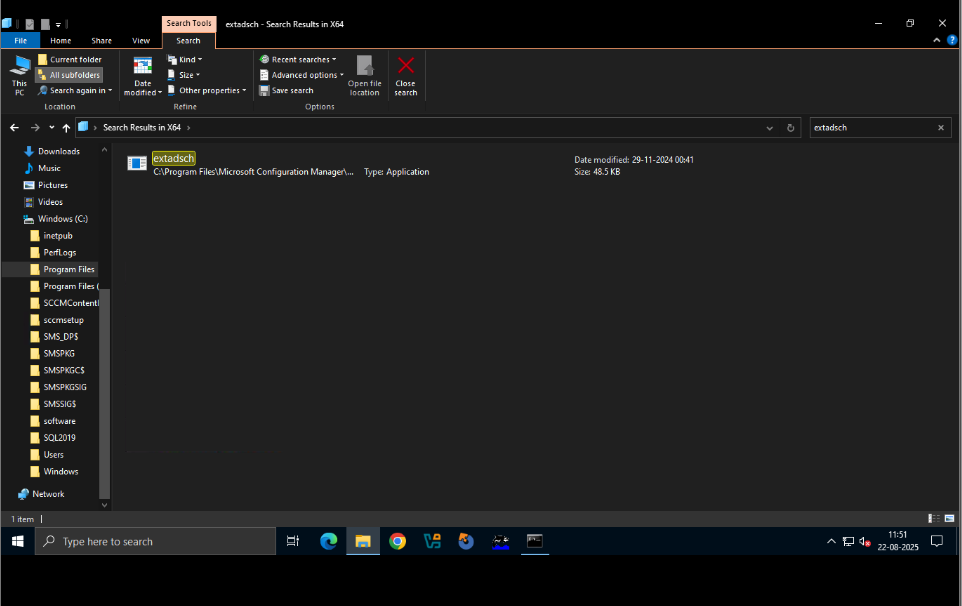 Search Tools
extadsch - Search Results in X64
File
Home
Share
View
Search
This PC
Current folder
All subfolders
Search again in
Location
Date modified
Kind
Size
Other properties
Refine
Recent searches
Advanced options
Save search
Options
Open file location
Close search
Search Results in X64
extadsch
Downloads
Music
Pictures
Videos
Windows (C:)
inetpub
PerfLogs
Program Files
Program Files (
SCCMContentl
sccmsetup
SMS_DP$
SMSPKG
SMSPKGC$
SMSPKGSIG
SMSSIG$
software
SQL2019
Users
Windows
Network
extadsch
C:\Program Files\Microsoft Configuration Manager\...
Type: Application
Date modified: 29-11-2024 00:41
Size: 48.5 KB
1 item
Type here to search
11:51
22-08-2025